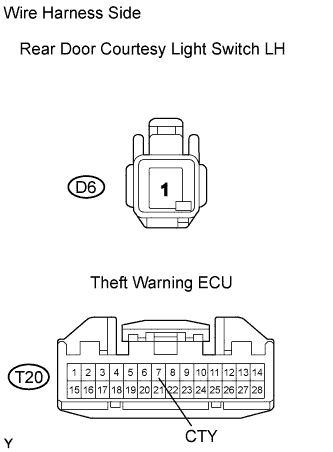 Wire Harness Side
Rear Door Courtesy Light Switch LH
D6
1
Theft Warning ECU
T20
1 2 3 4 5 6 7 8 9 10 11 12 13 14
15 16 17 18 19 20 21 22 23 24 25 26 27 28
CTY
Y